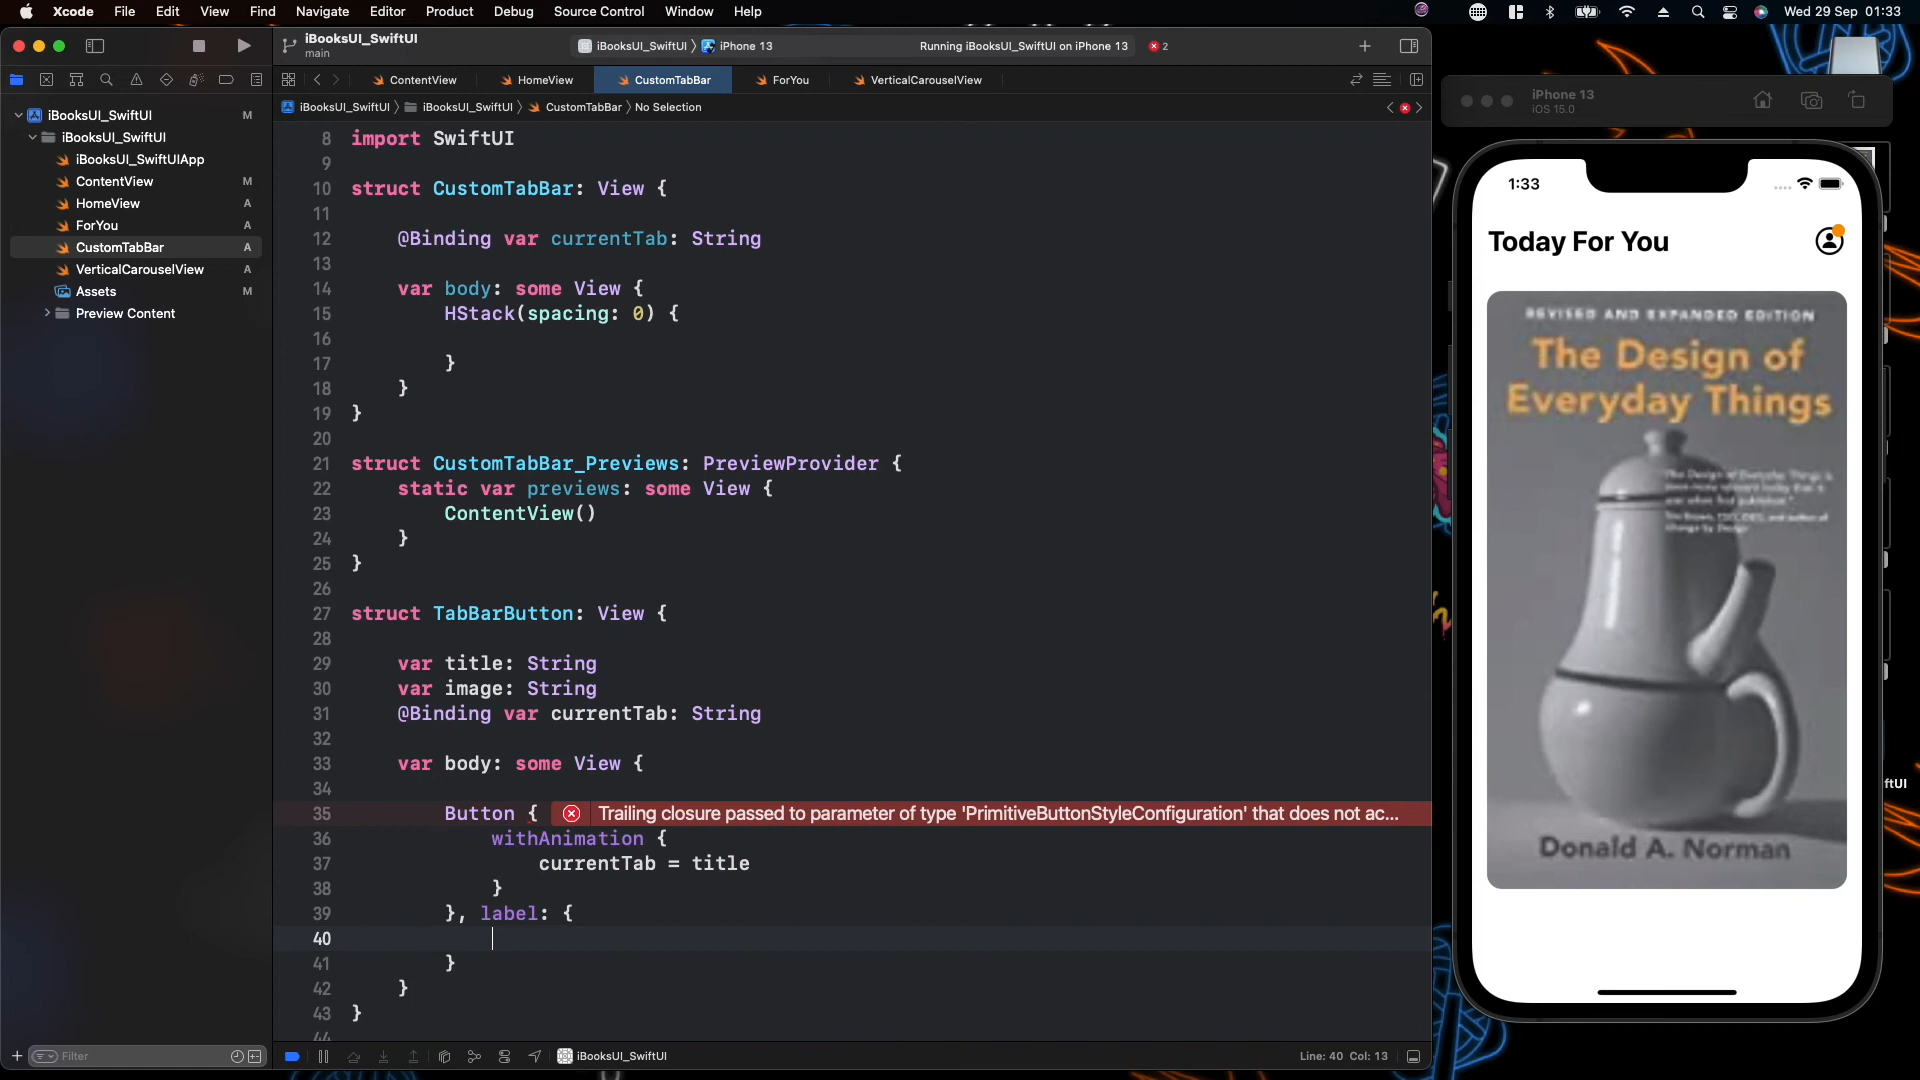 Xcode File Edit View Find Navigate Editor Product Debug Source Control Window Help Wed 29 Sep 01:33
iBooksUI_SwiftUI
main
iBooksUI_SwiftUI iPhone 13 Running iBooksUI_SwiftUI on iPhone 13 2
ContentView HomeView CustomTabBar ForYou VerticalCarouselView
iBooksUI_SwiftUI iBooksUI_SwiftUI CustomTabBar No Selection
iBooksUI_SwiftUI M
iBooksUI_SwiftUI
iBooksUI_SwiftUIApp
ContentView M
HomeView A
ForYou A
CustomTabBar A
VerticalCarouselView A
Assets M
Preview Content
8 import SwiftUI
9
10 struct CustomTabBar: View {
11
12 @Binding var currentTab: String
13
14 var body: some View {
15 HStack(spacing: 0) {
16
17 }
18 }
19 }
20
21 struct CustomTabBar_Previews: PreviewProvider {
22 static var previews: some View {
23 ContentView()
24 }
25 }
26
27 struct TabBarButton: View {
28
29 var title: String
30 var image: String
31 @Binding var currentTab: String
32
33 var body: some View {
34
35 Button { Trailing closure passed to parameter of type 'PrimitiveButtonStyleConfiguration' that does not ac...
36 withAnimation {
37 currentTab = title
38 }
39 }, label: {
40
41 }
42 }
43 }
44
Filter
iBooksUI_SwiftUI
Line: 40 Col: 13
iPhone 13
iOS 15.0
1:33
Today For You
REVISED AND EXPANDED EDITION
The Design of
Everyday Things
Donald A. Norman
ftUI